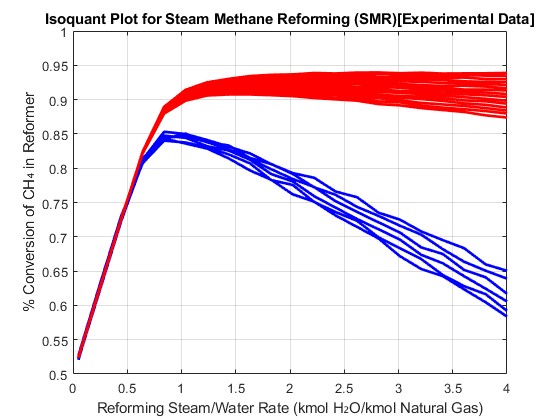 Isoquant Plot for Steam Methane Reforming (SMR)[Experimental Data]
1
0.95
0.9
0.85
0.8
0.75
0.7
0.65
0.6
0.55
0.5
% Conversion of CH₄ in Reformer
0 0.5 1 1.5 2 2.5 3 3.5 4
Reforming Steam/Water Rate (kmol H₂O/kmol Natural Gas)